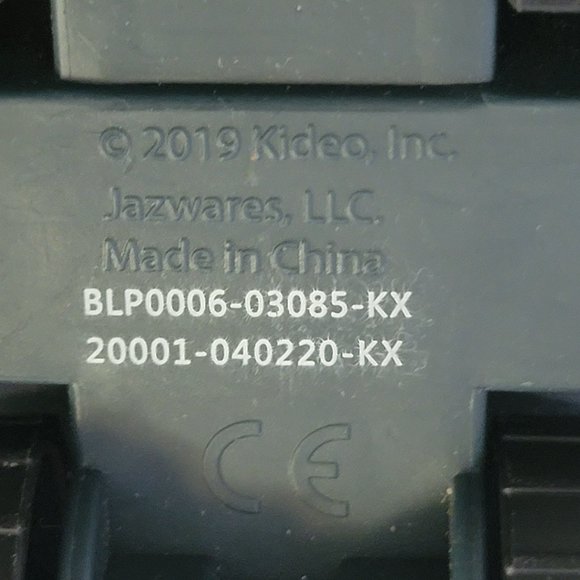 © 2019 Kideo, Inc.
Jazwares, LLC.
Made in China
BLP0006-03085-KX
20001-040220-KX
CE